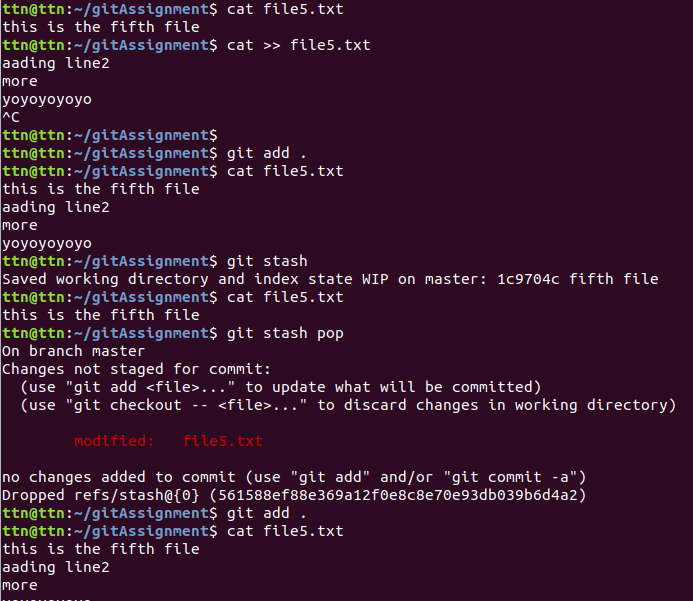 ttn@ttn:~/gitAssignment$ cat file5.txt
this is the fifth file
ttn@ttn:~/gitAssignment$ cat >> file5.txt
aading line2
more
yoyoyoyoyo
^C
ttn@ttn:~/gitAssignment$
ttn@ttn:~/gitAssignment$ git add .
ttn@ttn:~/gitAssignment$ cat file5.txt
this is the fifth file
aading line2
more
yoyoyoyoyo
ttn@ttn:~/gitAssignment$ git stash
Saved working directory and index state WIP on master: 1c9704c fifth file
ttn@ttn:~/gitAssignment$ cat file5.txt
this is the fifth file
ttn@ttn:~/gitAssignment$ git stash pop
On branch master
Changes not staged for commit:
  (use "git add <file>..." to update what will be committed)
  (use "git checkout -- <file>..." to discard changes in working directory)

        modified:   file5.txt

no changes added to commit (use "git add" and/or "git commit -a")
Dropped refs/stash@{0} (561588ef88e369a12f0e8c8e70e93db039b6d4a2)
ttn@ttn:~/gitAssignment$ git add .
ttn@ttn:~/gitAssignment$ cat file5.txt
this is the fifth file
aading line2
more